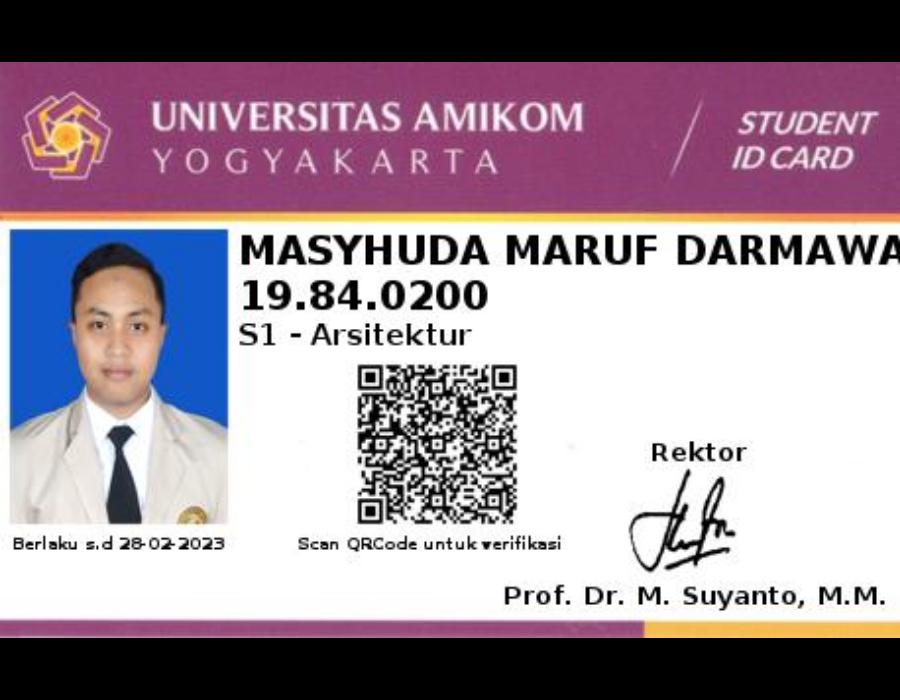 UNIVERSITAS AMIKOM
YOGYAKARTA
STUDENT
ID CARD
MASYHUDA MARUF DARMAWA
19.84.0200
S1 - Arsitektur
Rektor
Berlaku s.d 28-02-2023
Scan QRCode untuk verifikasi
Prof. Dr. M. Suyanto, M.M.